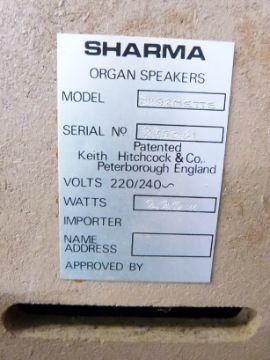 SHARMA
ORGAN SPEAKERS
MODEL
SERIAL Nº
Patented
Keith Hitchcock & Co.,
Peterborough England
VOLTS 220/240~
WATTS
IMPORTER
NAME
ADDRESS
APPROVED BY